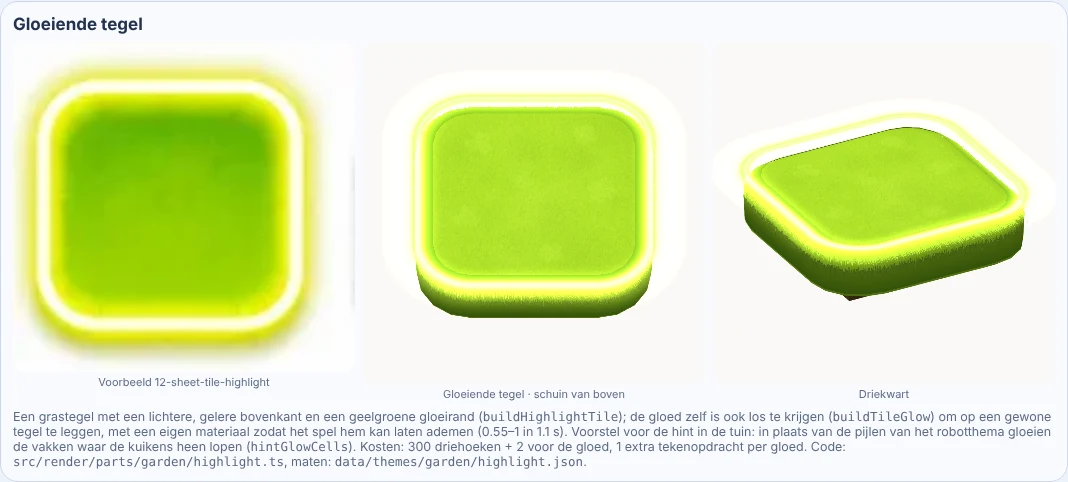 Gloeiende tegel
Voorbeeld 12-sheet-tile-highlight
Gloeiende tegel · schuin van boven
Driekwart
Een grastegel met een lichtere, gelere bovenkant en een geelgroene gloeirand (buildHighlightTile); de gloed zelf is ook los te krijgen (buildTileGlow) om op een gewone
tegel te leggen, met een eigen materiaal zodat het spel hem kan laten ademen (0.55–1 in 1.1 s). Voorstel voor de hint in de tuin: in plaats van de pijlen van het robotthema gloeien
de vakken waar de kuikens heen lopen (hintGlowCells). Kosten: 300 driehoeken + 2 voor de gloed, 1 extra tekenopdracht per gloed. Code:
src/render/parts/garden/highlight.ts, maten: data/themes/garden/highlight.json.